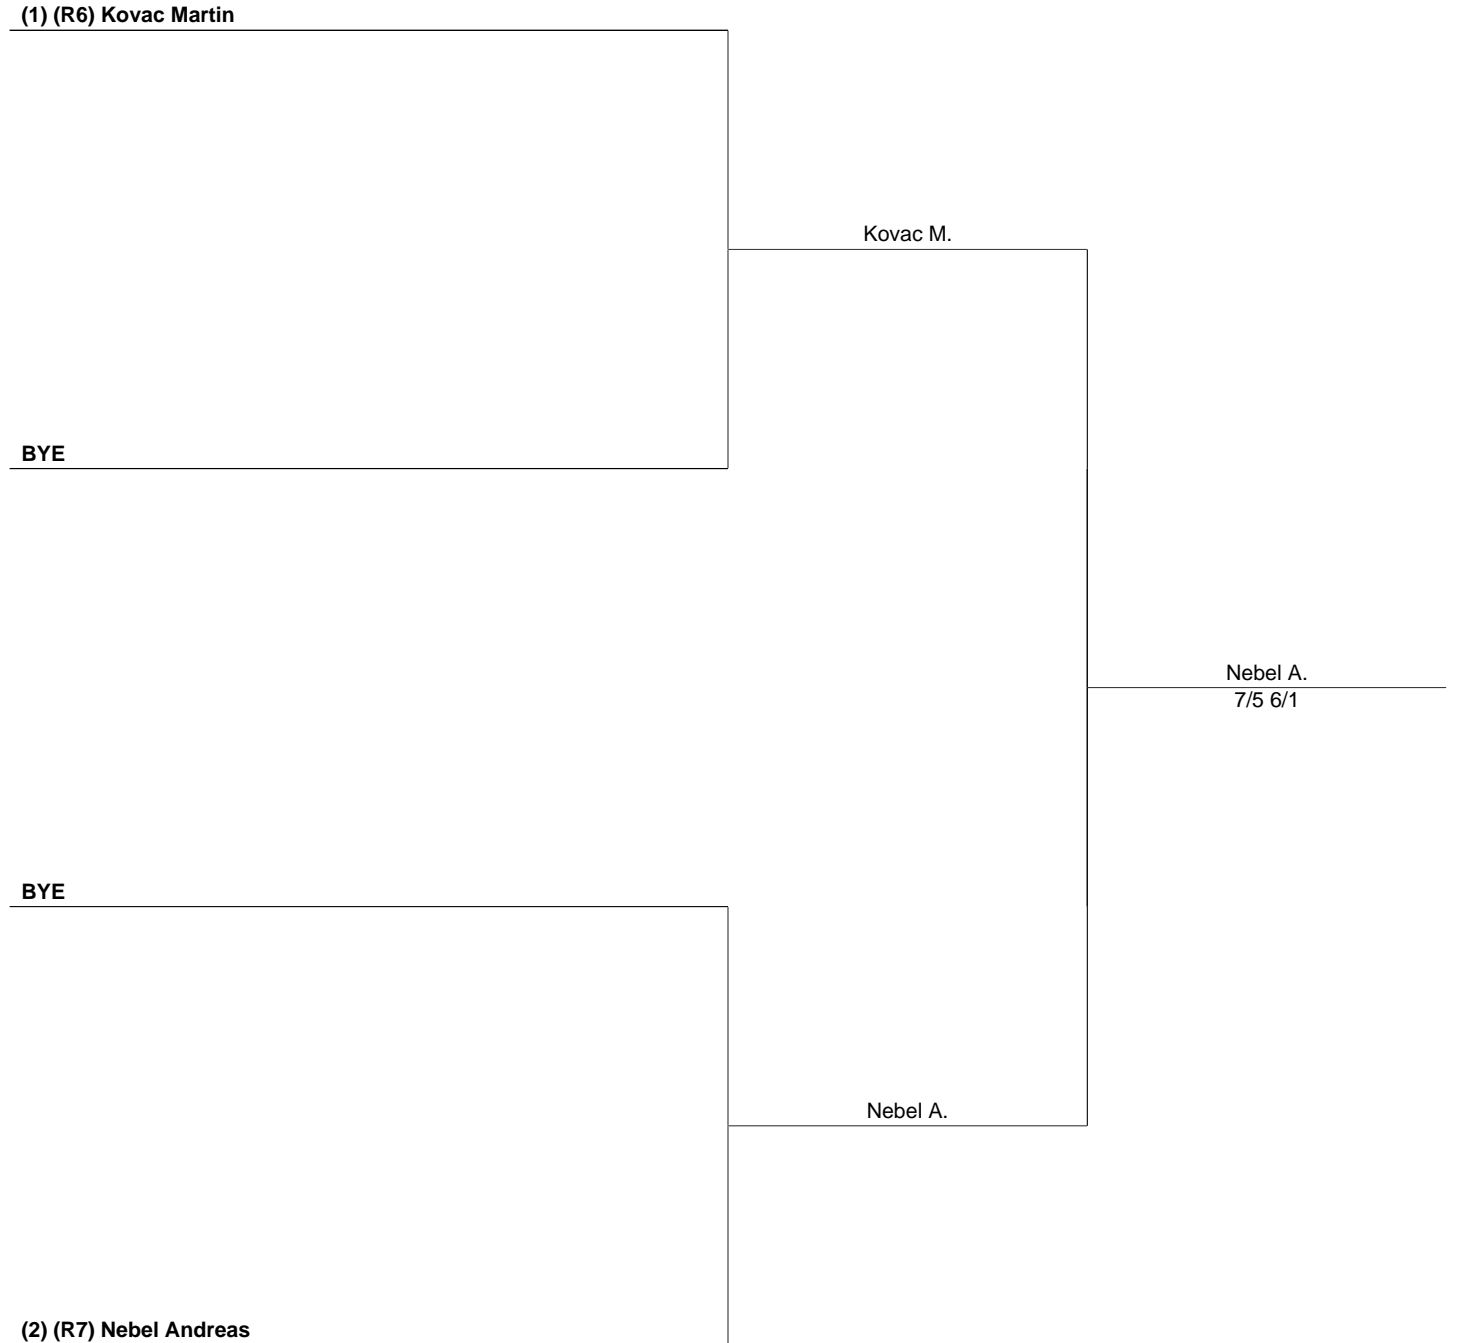 (1) (R6) Kovac Martin
Kovac M.
BYE
Nebel A.
7/5 6/1
BYE
Nebel A.
(2) (R7) Nebel Andreas